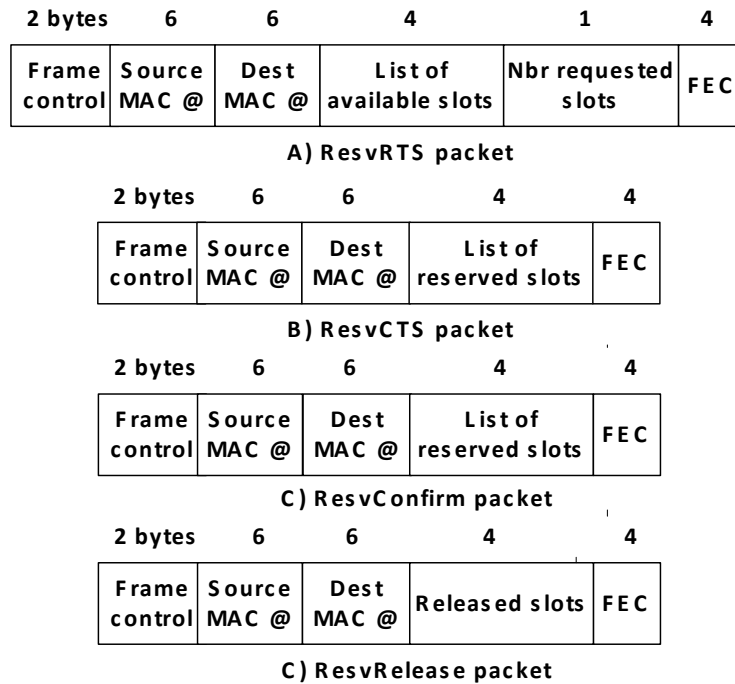 2 bytes 6 6 4 1 4
Frame control Source MAC @ Dest MAC @ List of available slots Nbr requested slots FEC
A) ResvRTS packet
2 bytes 6 6 4 4
Frame control Source MAC @ Dest MAC @ List of reserved slots FEC
B) ResvCTS packet
2 bytes 6 6 4 4
Frame control Source MAC @ Dest MAC @ List of reserved slots FEC
C) ResvConfirm packet
2 bytes 6 6 4 4
Frame control Source MAC @ Dest MAC @ Released slots FEC
C) ResvRelease packet